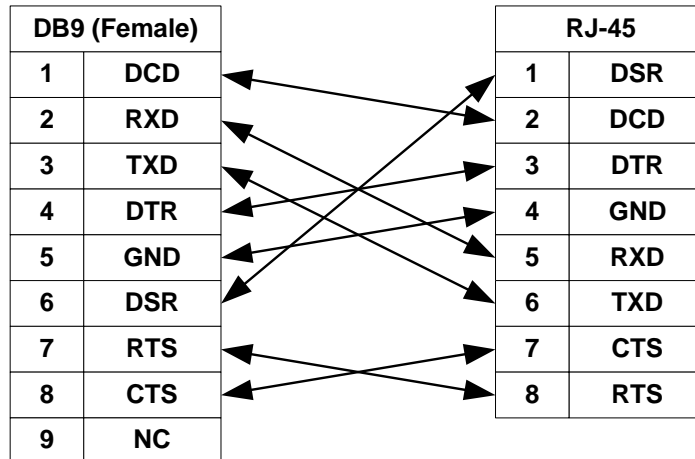 DB9 (Female) RJ-45
1 DCD 1 DSR
2 RXD 2 DCD
3 TXD 3 DTR
4 DTR 4 GND
5 GND 5 RXD
6 DSR 6 TXD
7 RTS 7 CTS
8 CTS 8 RTS
9 NC